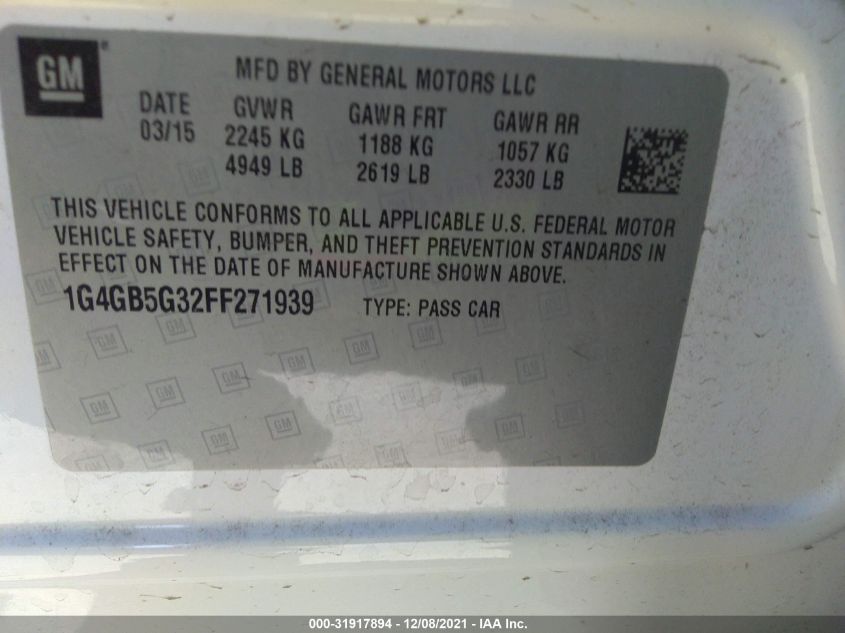 GM
MFD BY GENERAL MOTORS LLC
DATE GVWR GAWR FRT GAWR RR
03/15 2245 KG 1188 KG 1057 KG
4949 LB 2619 LB 2330 LB
THIS VEHICLE CONFORMS TO ALL APPLICABLE U.S. FEDERAL MOTOR
VEHICLE SAFETY, BUMPER, AND THEFT PREVENTION STANDARDS IN
EFFECT ON THE DATE OF MANUFACTURE SHOWN ABOVE.
1G4GB5G32FF271939 TYPE: PASS CAR
000-31917894 - 12/08/2021 - IAA Inc.